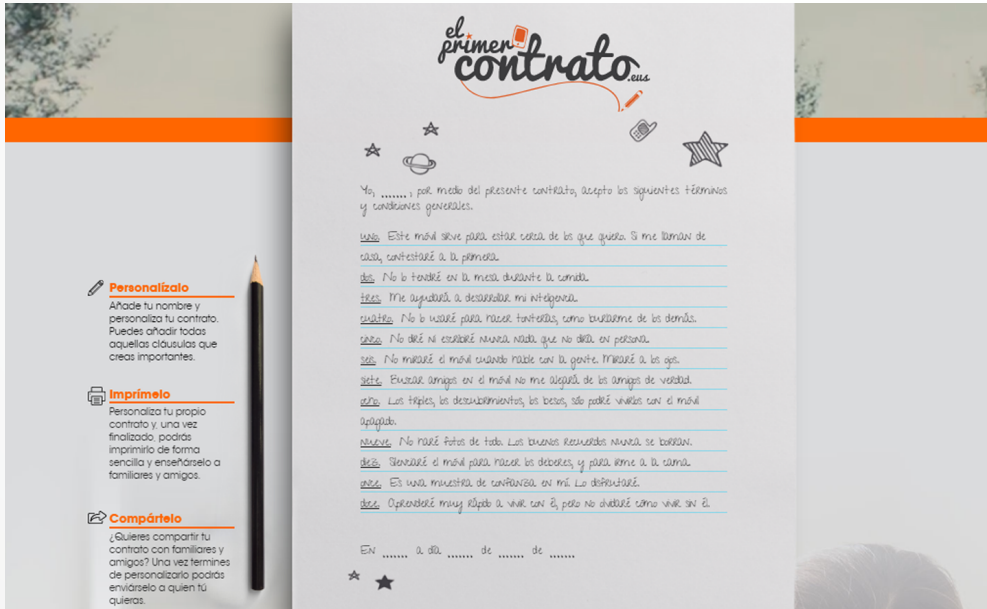 el
primer
contrato.eus
Yo, ......., por medio del presente contrato, acepto los siguientes términos
y condiciones generales.
uno. Este móvil sirve para estar cerca de los que quiero. Si me llaman de
casa, contestaré a la primera.
dos. No lo tendré en la mesa durante la comida.
tres. Me ayudará a desarrollar mi inteligencia.
cuatro. No lo usaré para hacer tonterías, como burlarme de los demás.
cinco. No diré ni escribiré nunca nada que no diría en persona.
seis. No miraré el móvil cuando hable con la gente. Miraré a los ojos.
siete. Buscar amigos en el móvil no me alejará de los amigos de verdad.
ocho. Los triples, los descubrimientos, los besos, sólo podré vivirlos con el móvil
apagado.
nueve. No haré fotos de todo. Los buenos recuerdos nunca se borran.
diez. Silenciaré el móvil para hacer los deberes, y para irme a la cama.
once. Es una muestra de confianza en mí. Lo disfrutaré.
doce. Aprenderé muy rápido a vivir con él, pero no olvidaré cómo vivir sin él.
En ....... a día ....... de ....... de .......
Personalízalo
Añade tu nombre y
personaliza tu contrato.
Puedes añadir todas
aquellas cláusulas que
creas importantes.
Imprímelo
Personaliza tu propio
contrato y, una vez
finalizado, podrás
imprimirlo de forma
sencilla y enseñárselo a
familiares y amigos.
Compártelo
¿Quieres compartir tu
contrato con familiares y
amigos? Una vez termines
de personalizarlo podrás
enviárselo a quien tú
quieras.